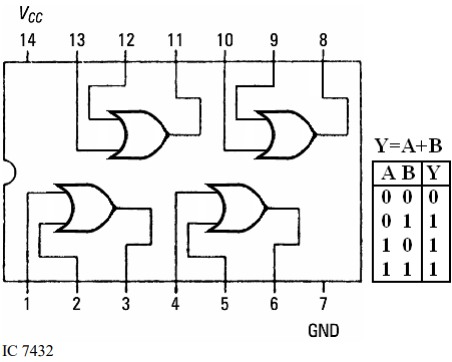 VCC
14 13 12 11 10 9 8
Y=A+B
A B Y
0 0 0
0 1 1
1 0 1
1 1 1
1 2 3 4 5 6 7
GND
IC 7432